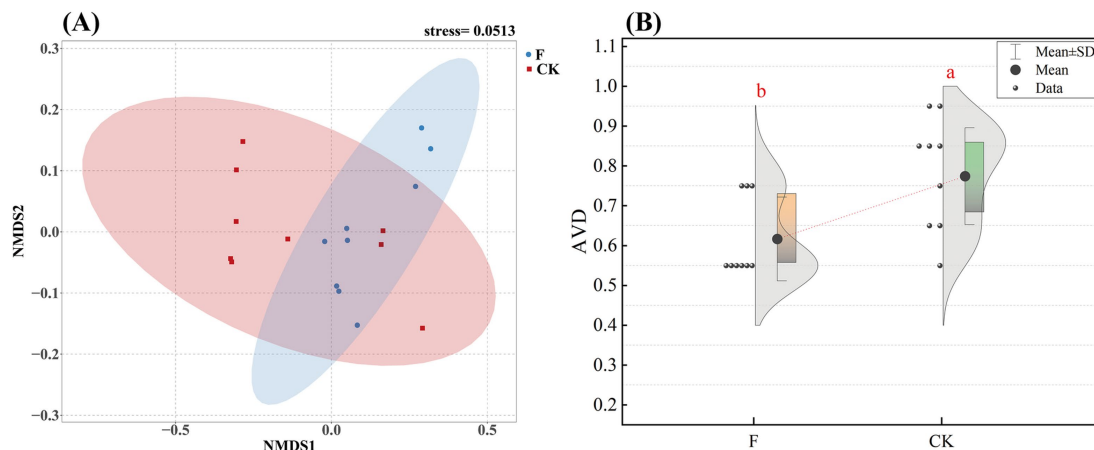 (A)
stress= 0.0513
F
CK
0.3
0.2
0.1
0.0
−0.1
−0.2
−0.3
NMDS2
−0.5
0.0
0.5
NMDS1
(B)
1.1
1.0
0.9
0.8
0.7
0.6
0.5
0.4
0.3
0.2
AVD
b
a
Mean±SD
Mean
Data
F
CK